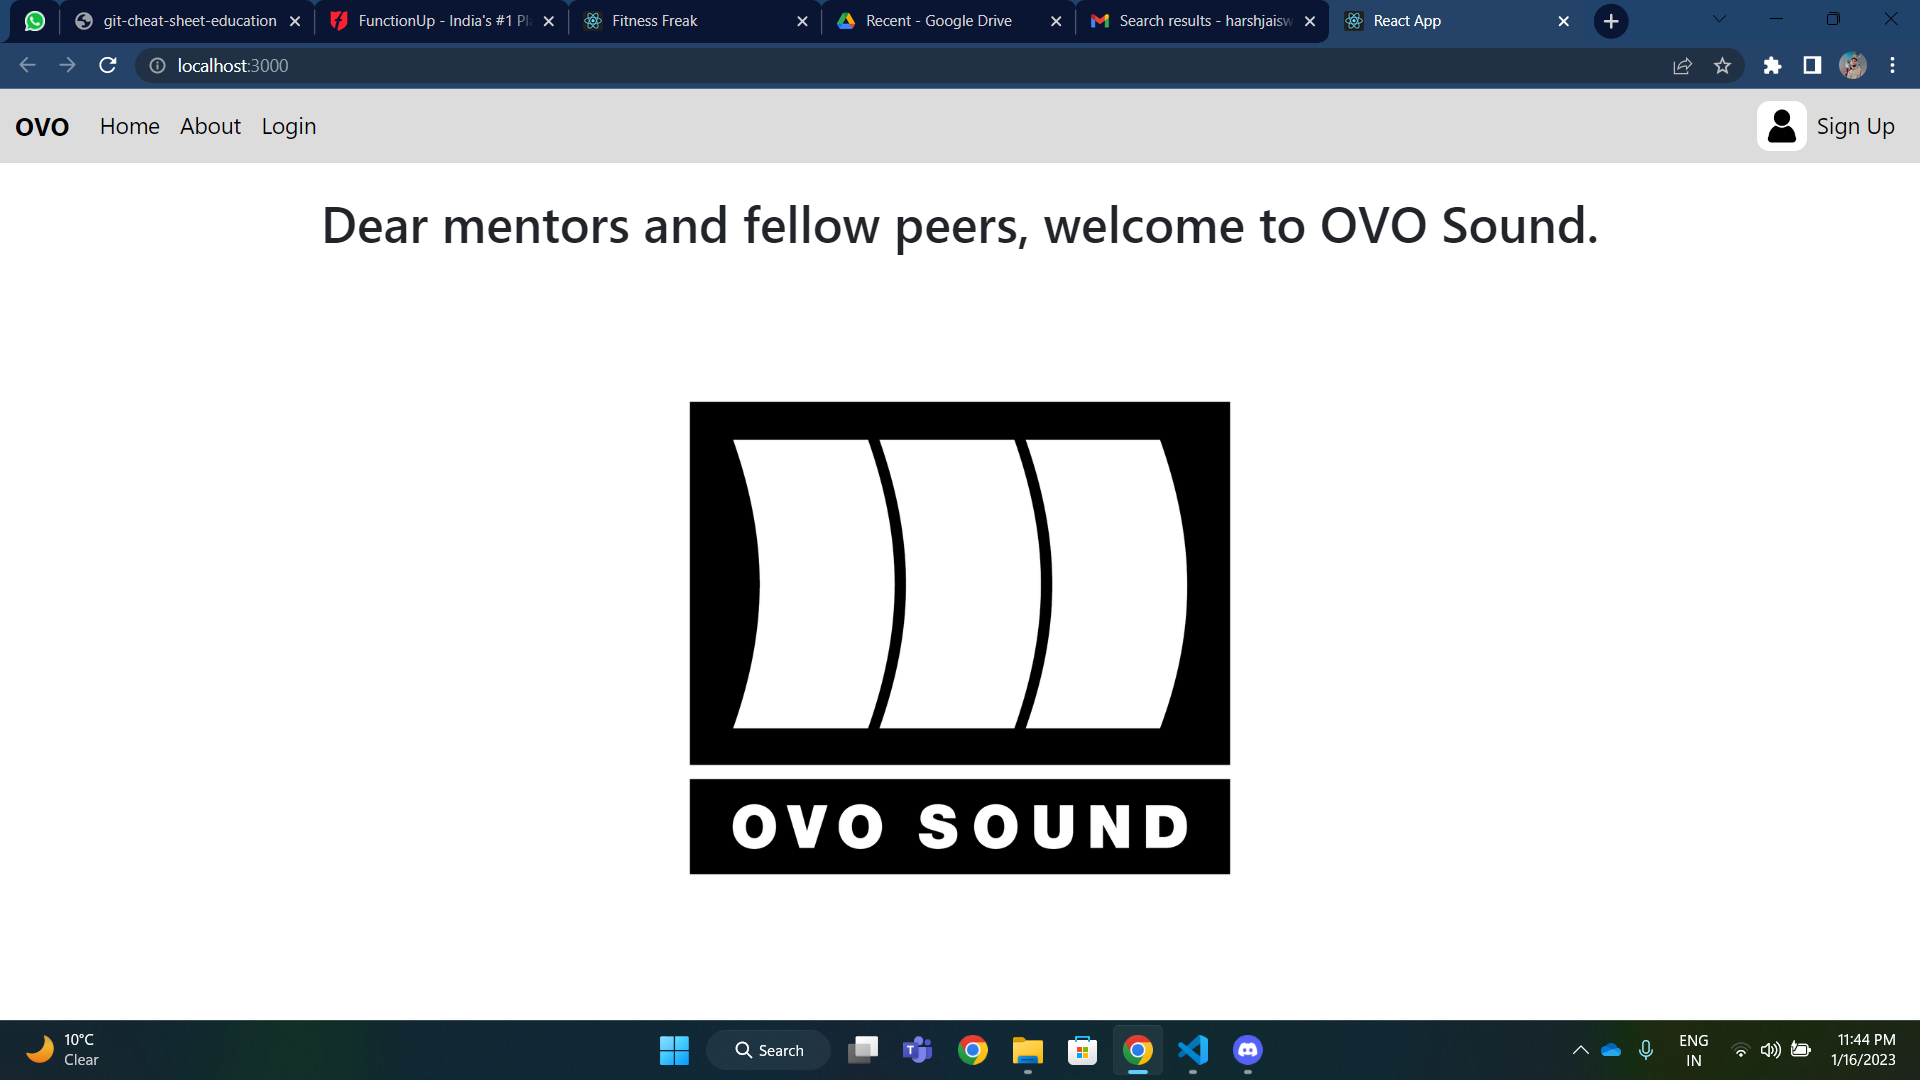 git-cheat-sheet-education
FunctionUp - India's #1 Pl
Fitness Freak
Recent - Google Drive
Search results - harshjaisw
React App
localhost:3000
OVO
Home
About
Login
Sign Up
Dear mentors and fellow peers, welcome to OVO Sound.
OVO SOUND
10°C
Clear
Search
ENG
IN
11:44 PM
1/16/2023